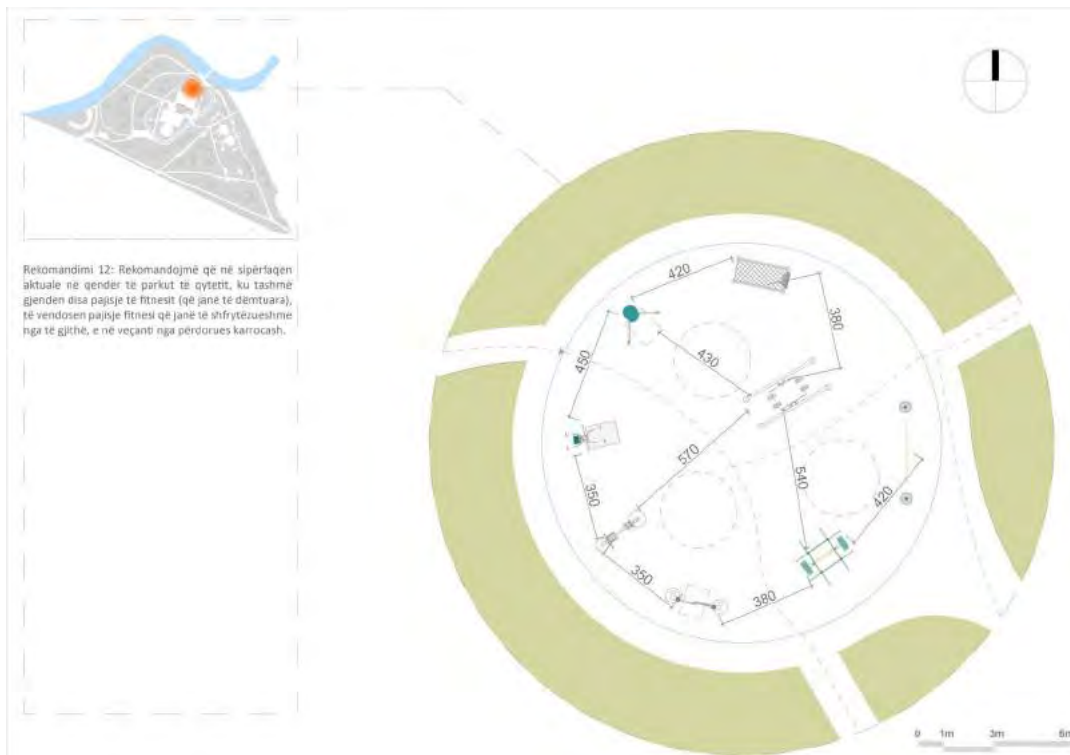 Rekomandimi 12: Rekomandojmë që në sipërfaqen
aktuale në qendër të parkut të qytetit, ku tashmë
gjenden disa pajisje të fitnesit (që janë të dëmtuara),
të vendosen pajisje fitnesi që janë të shfrytëzueshme
nga të gjithë, e në veçanti nga përdorues karrocash.
420
380
450
430
570
540
420
350
350
380
0 1m 3m 6m